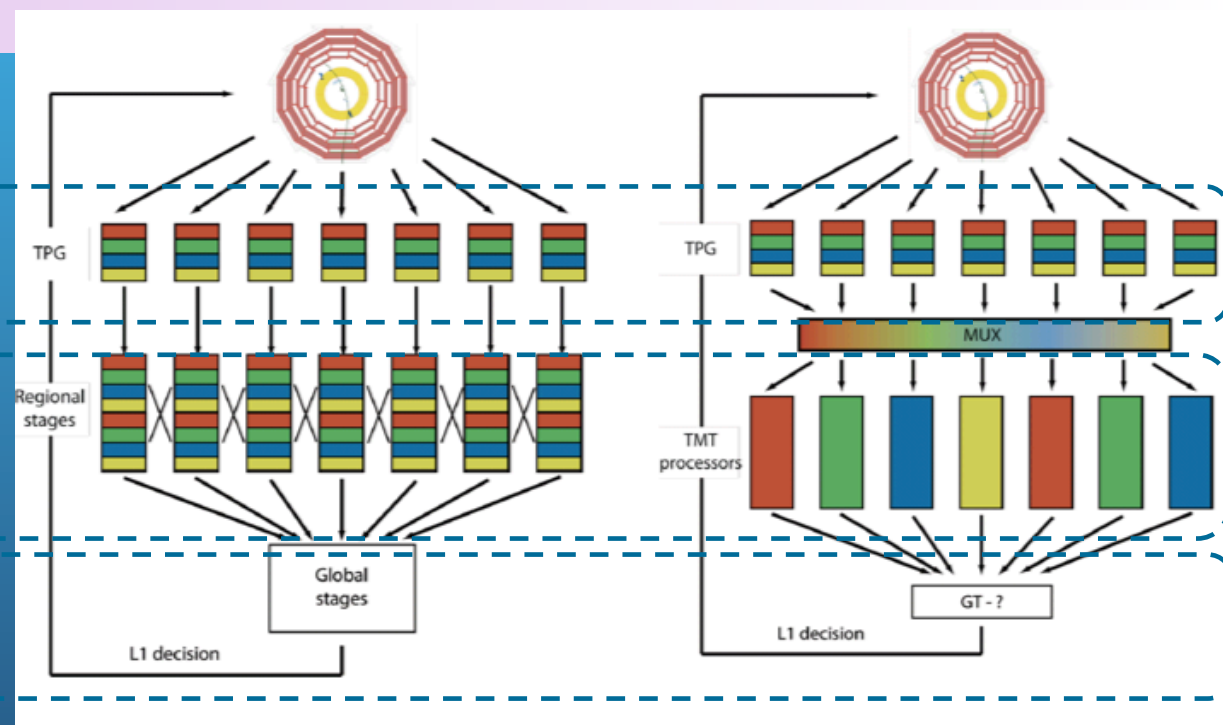 TPG
Regional
stages
Global
stages
L1 decision
TPG
MUX
TMT
processors
GT - ?
L1 decision